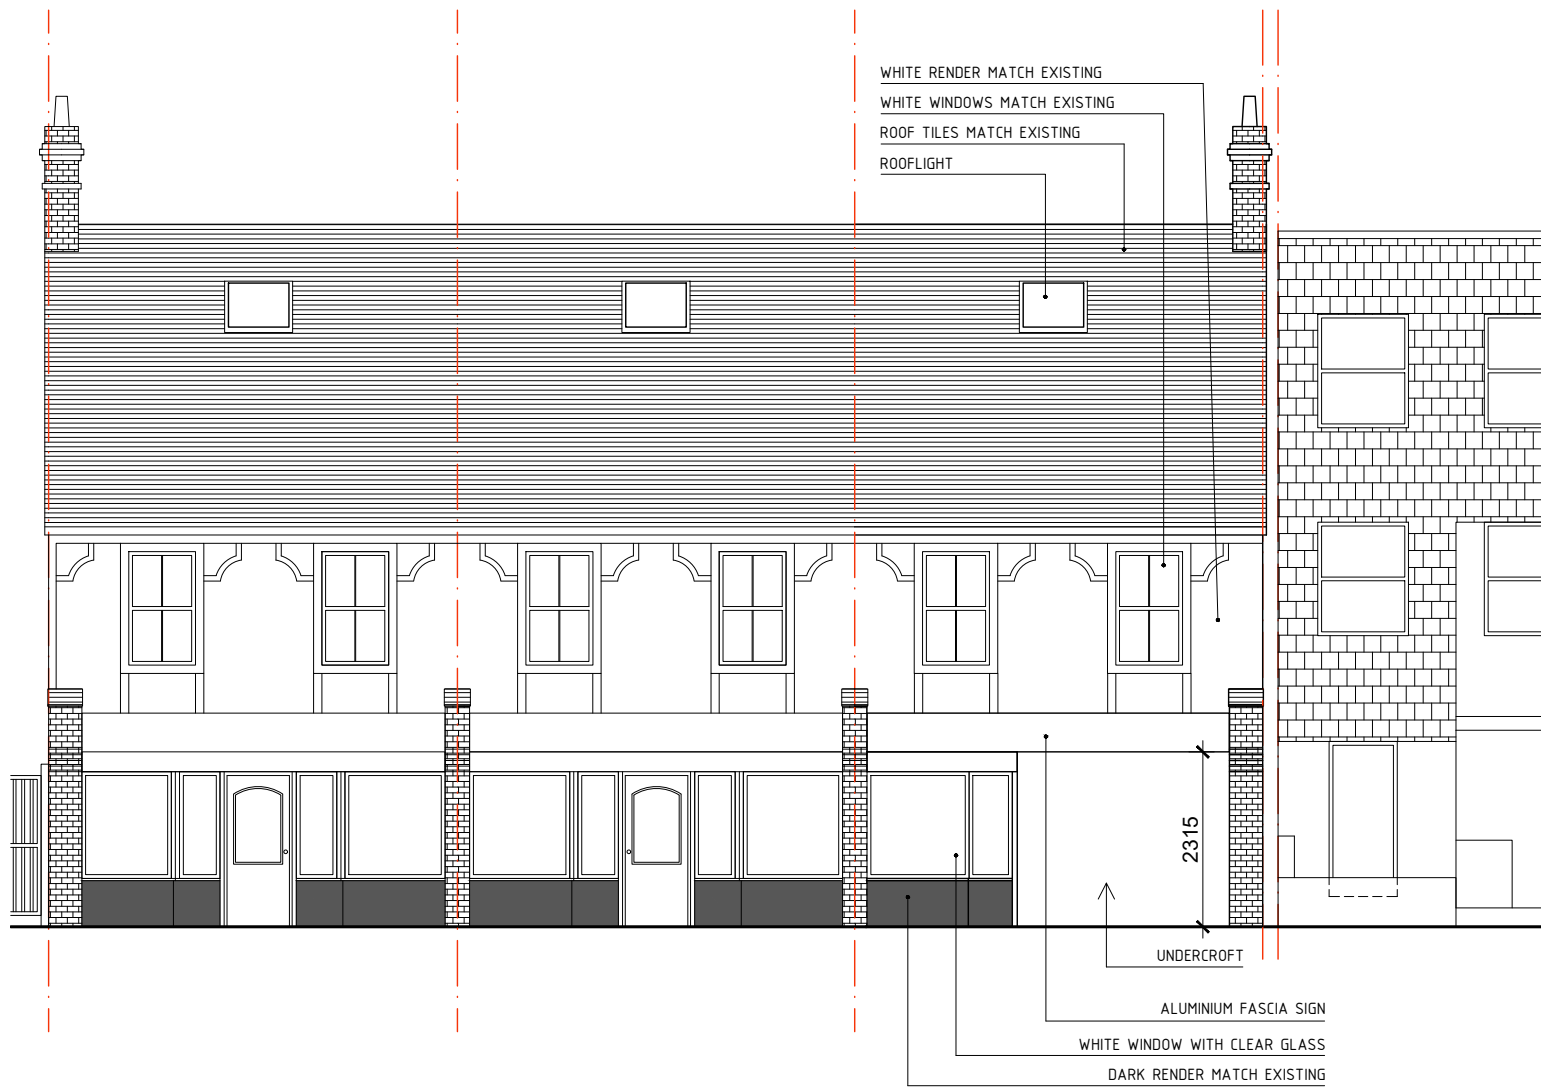 WHITE RENDER MATCH EXISTING
WHITE WINDOWS MATCH EXISTING
ROOF TILES MATCH EXISTING
ROOFLIGHT
2315
UNDERCROFT
ALUMINIUM FASCIA SIGN
WHITE WINDOW WITH CLEAR GLASS
DARK RENDER MATCH EXISTING